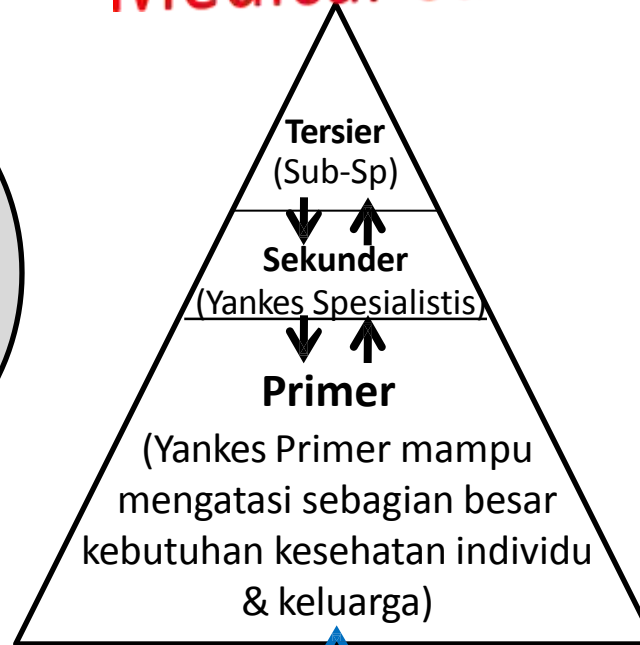 Tersier
(Sub-Sp)
Sekunder
(Yankes Spesialistis)
Primer
(Yankes Primer mampu
mengatasi sebagian besar
kebutuhan kesehatan individu
& keluarga)